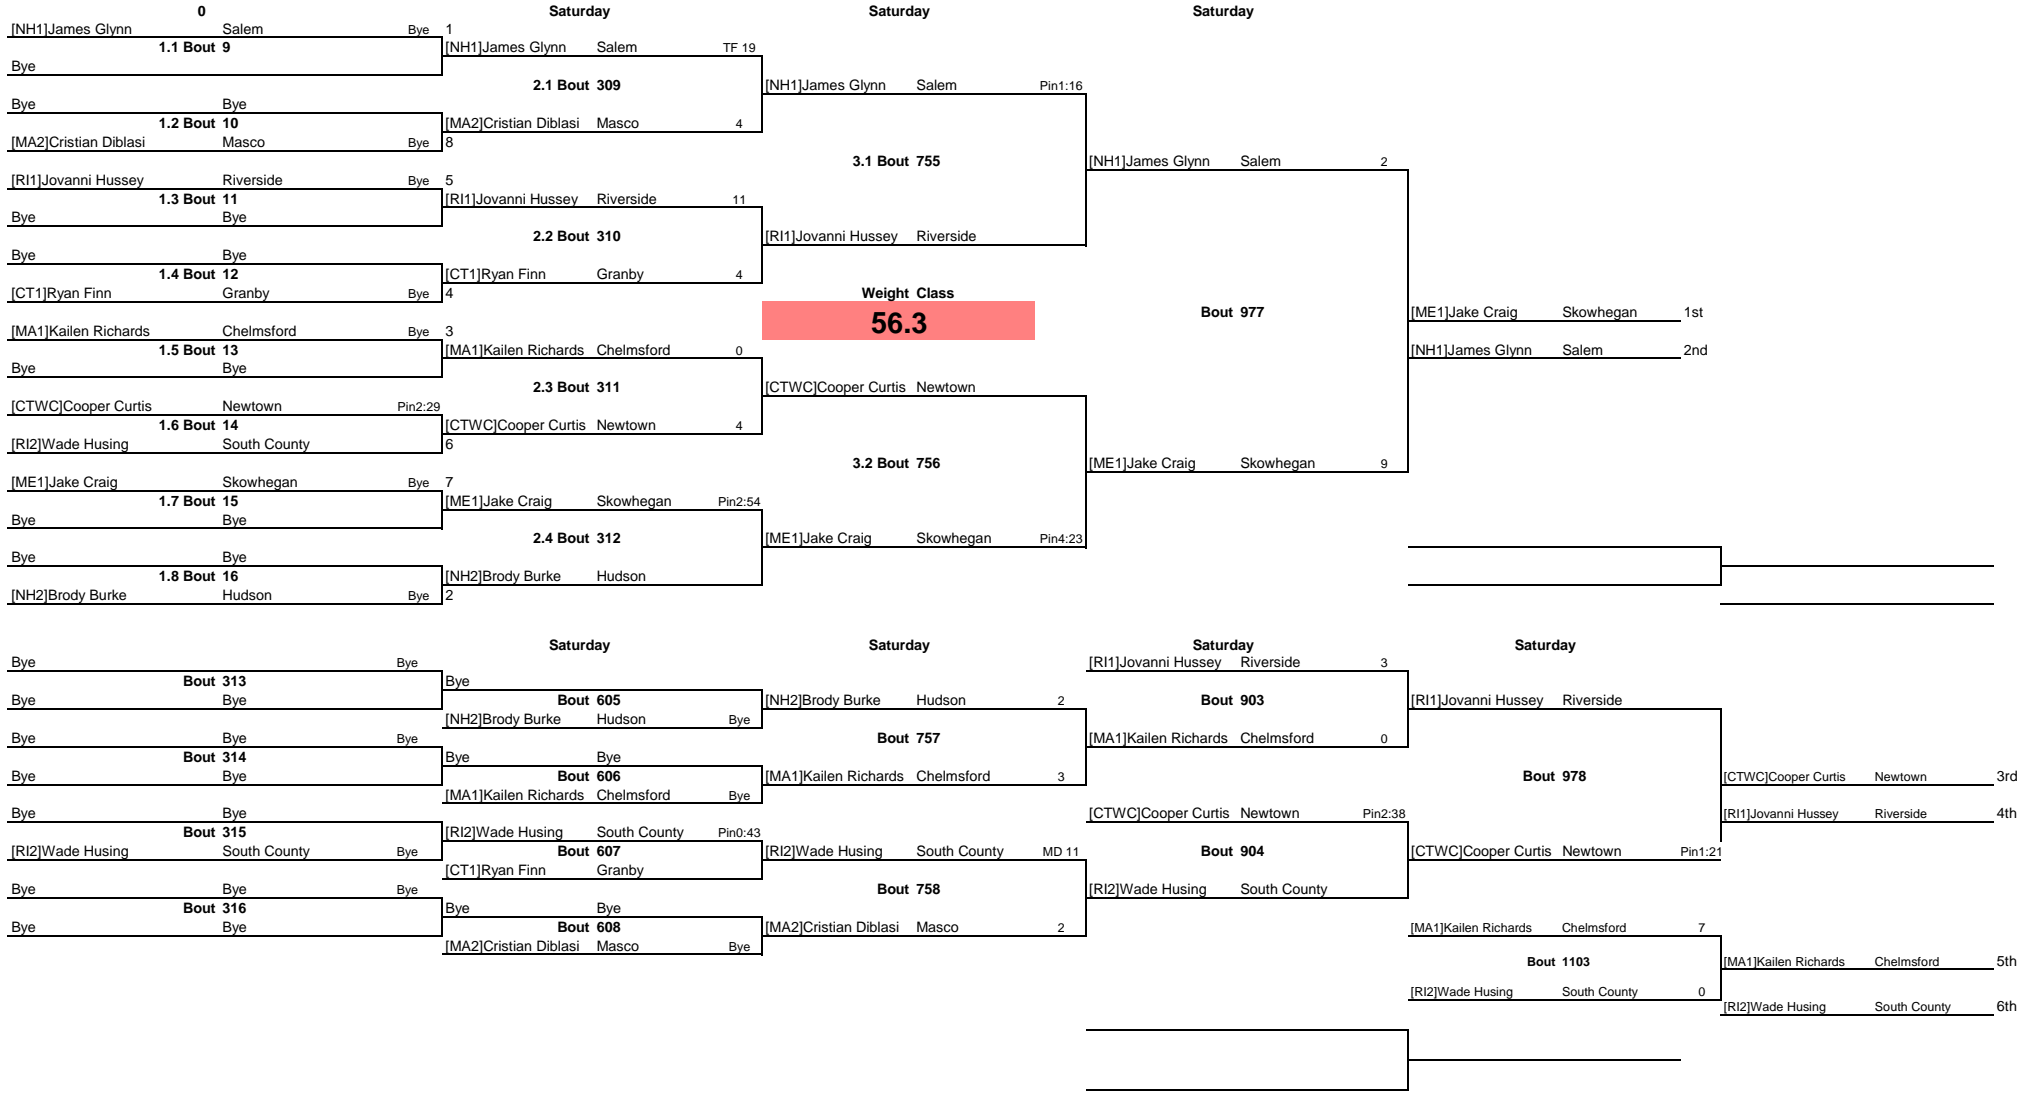 0 Saturday Saturday Saturday
[NH1]James Glynn Salem Bye 1
1.1 Bout 9 [NH1]James Glynn Salem TF 19
Bye
2.1 Bout 309 [NH1]James Glynn Salem Pin1:16
Bye Bye
1.2 Bout 10 [MA2]Cristian Diblasi Masco 4
[MA2]Cristian Diblasi Masco Bye 8
3.1 Bout 755 [NH1]James Glynn Salem 2
[RI1]Jovanni Hussey Riverside Bye 5
1.3 Bout 11 [RI1]Jovanni Hussey Riverside 11
Bye Bye
2.2 Bout 310 [RI1]Jovanni Hussey Riverside
Bye Bye
1.4 Bout 12 [CT1]Ryan Finn Granby 4
[CT1]Ryan Finn Granby Bye 4 Weight Class
Bout 977 [ME1]Jake Craig Skowhegan 1st
[MA1]Kailen Richards Chelmsford Bye 3 56.3
1.5 Bout 13 [MA1]Kailen Richards Chelmsford 0 [NH1]James Glynn Salem 2nd
Bye Bye
2.3 Bout 311 [CTWC]Cooper Curtis Newtown
[CTWC]Cooper Curtis Newtown Pin2:29
1.6 Bout 14 [CTWC]Cooper Curtis Newtown 4
[RI2]Wade Husing South County 6
3.2 Bout 756 [ME1]Jake Craig Skowhegan 9
[ME1]Jake Craig Skowhegan Bye 7
1.7 Bout 15 [ME1]Jake Craig Skowhegan Pin2:54
Bye Bye
2.4 Bout 312 [ME1]Jake Craig Skowhegan Pin4:23
Bye Bye
1.8 Bout 16 [NH2]Brody Burke Hudson
[NH2]Brody Burke Hudson Bye 2
Saturday Saturday Saturday Saturday
Bye Bye [RI1]Jovanni Hussey Riverside 3
Bout 313 Bye
Bye Bye Bout 605 [NH2]Brody Burke Hudson 2 Bout 903 [RI1]Jovanni Hussey Riverside
[NH2]Brody Burke Hudson Bye
Bye Bye Bye Bout 757 [MA1]Kailen Richards Chelmsford 0
Bout 314 Bye Bye
Bye Bye Bout 606 [MA1]Kailen Richards Chelmsford 3 Bout 978 [CTWC]Cooper Curtis Newtown 3rd
[MA1]Kailen Richards Chelmsford Bye
Bye Bye [CTWC]Cooper Curtis Newtown Pin2:38 [RI1]Jovanni Hussey Riverside 4th
Bout 315 [RI2]Wade Husing South County Pin0:43
[RI2]Wade Husing South County Bye Bout 607 [RI2]Wade Husing South County MD 11 Bout 904 [CTWC]Cooper Curtis Newtown Pin1:21
[CT1]Ryan Finn Granby
Bye Bye Bye Bout 758 [RI2]Wade Husing South County
Bout 316 Bye Bye
Bye Bye Bout 608 [MA2]Cristian Diblasi Masco 2 [MA1]Kailen Richards Chelmsford 7
[MA2]Cristian Diblasi Masco Bye
Bout 1103 [MA1]Kailen Richards Chelmsford 5th
[RI2]Wade Husing South County 0
[RI2]Wade Husing South County 6th